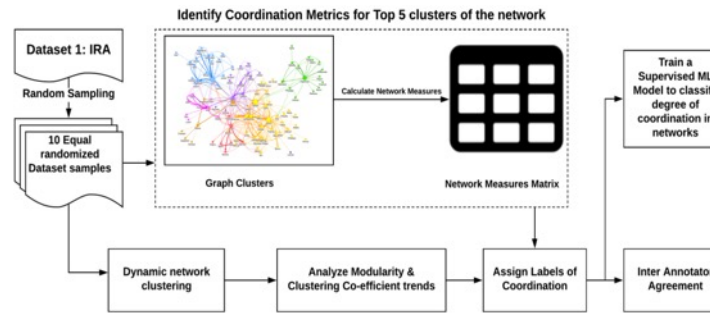 Identify Coordination Metrics for Top 5 clusters of the network
Dataset 1: IRA
Random Sampling
10 Equal
randomized
Dataset samples
Calculate Network Measures
Graph Clusters
Network Measures Matrix
Train a
Supervised ML
Model to classif
degree of
coordination in
networks
Dynamic network
clustering
Analyze Modularity &
Clustering Co-efficient trends
Assign Labels of
Coordination
Inter Annotator
Agreement